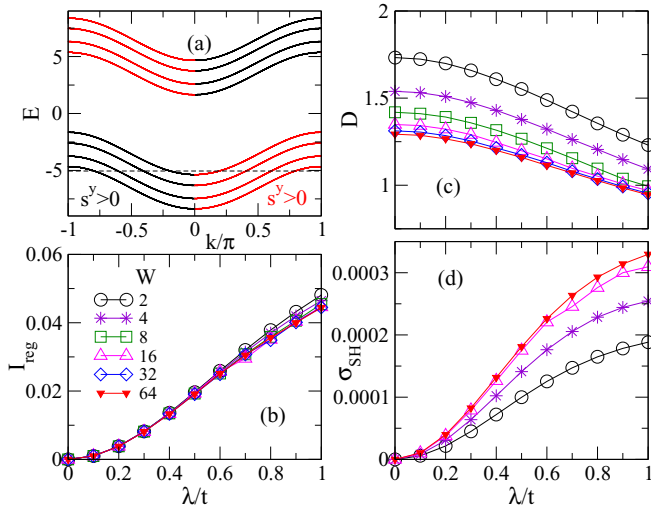 (a)
5
0
-5
E
s^y>0
s^y>0
-1
-0.5
0
0.5
1
k/π
2
1.5
1
D
(c)
0.06
0.04
0.02
0
I_reg
W
2
4
8
16
32
64
(b)
0
0.2
0.4
0.6
0.8
1
λ/t
0.0003
0.0002
0.0001
0
σ_SH
(d)
0
0.2
0.4
0.6
0.8
1
λ/t